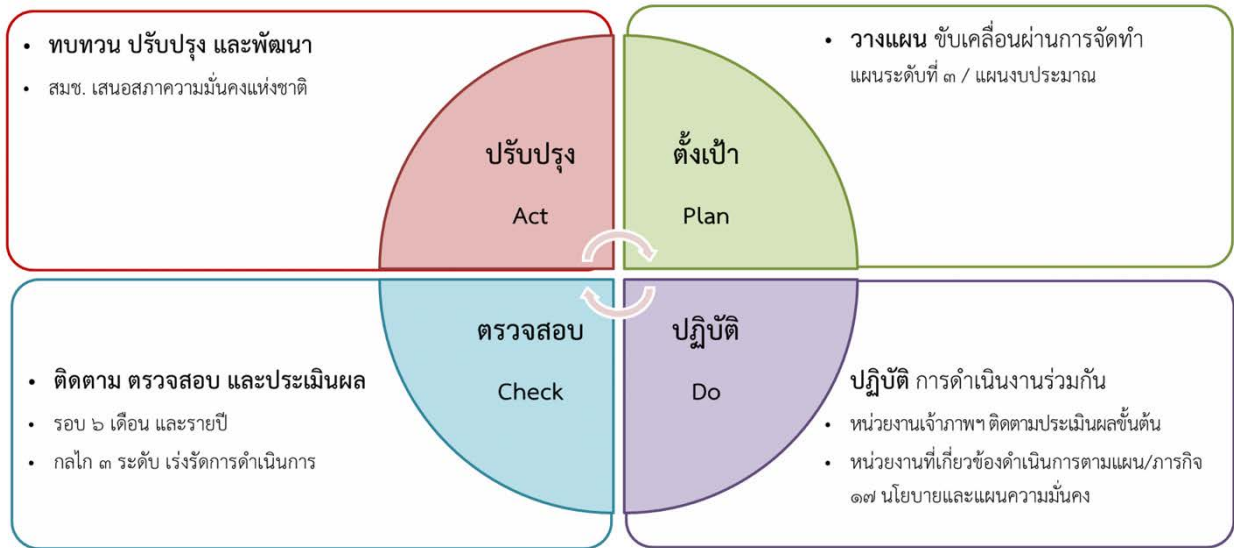 • ทบทวน ปรับปรุง และพัฒนา
• สมช. เสนอสภาความมั่นคงแห่งชาติ
ปรับปรุง
Act
• วางแผน ขับเคลื่อนผ่านการจัดทำ
แผนระดับที่ ๓ / แผนงบประมาณ
ตั้งเป้า
Plan
• ติดตาม ตรวจสอบ และประเมินผล
• รอบ ๖ เดือน และรายปี
• กลไก ๓ ระดับ เร่งรัดการดำเนินการ
ตรวจสอบ
Check
ปฏิบัติ
Do
ปฏิบัติ การดำเนินงานร่วมกัน
• หน่วยงานเจ้าภาพฯ ติดตามประเมินผลขั้นต้น
• หน่วยงานที่เกี่ยวข้องดำเนินการตามแผน/ภารกิจ
๑๗ นโยบายและแผนความมั่นคง